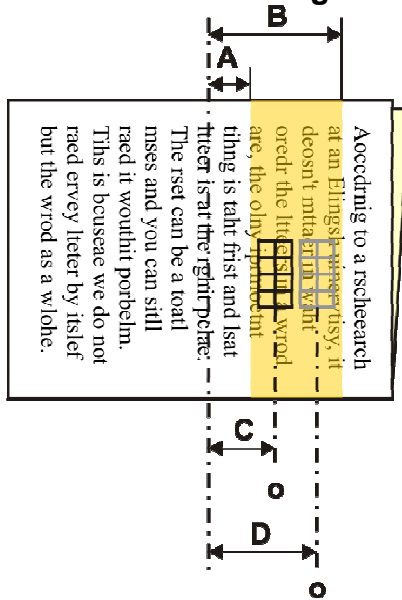 B
A
Aoccdrnig to a rscheearch
at an Elingsh uinervtisy, it
deosn't mttaer in waht
oredr the ltteers in a wrod
are, the olny
tihng is taht frist and lsat
is at the rghit pclae.
The rset can be a toatl
mses and you can sitll
raed it wouthit porbelm.
Tihs is bcuseae we do not
raed ervey lteter by itslef
but the wrod as a wlohe.
C
o
D
o